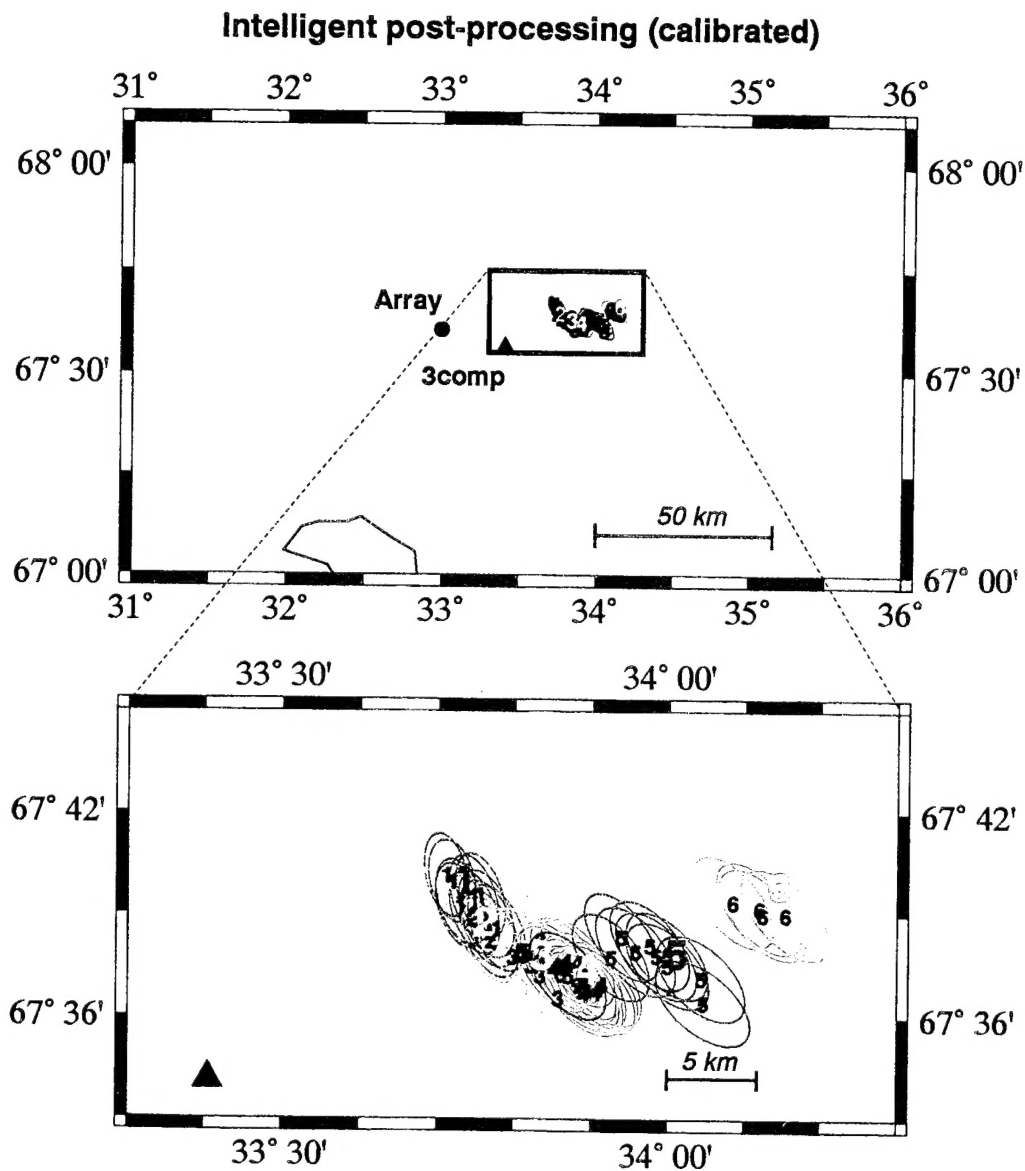 Intelligent post-processing (calibrated)
31° 32° 33° 34° 35° 36°
68° 00' 68° 00'
Array
67° 30' 67° 30'
3comp
50 km
67° 00' 67° 00'
31° 32° 33° 34° 35° 36°
33° 30' 34° 00'
67° 42' 67° 42'
6 6 6 6
5 5 5
3
67° 36' 67° 36'
5 km
33° 30' 34° 00'